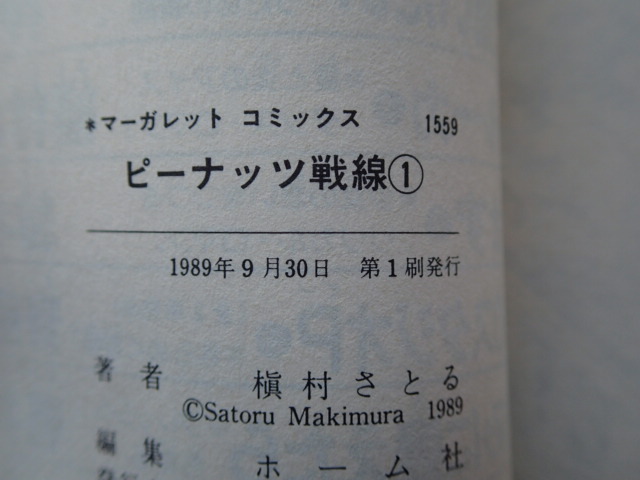 *マーガレット コミックス 1559
ピーナッツ戦線①
1989年9月30日 第1刷発行
著者 槇村さとる
©Satoru Makimura 1989
編集 ホーム社